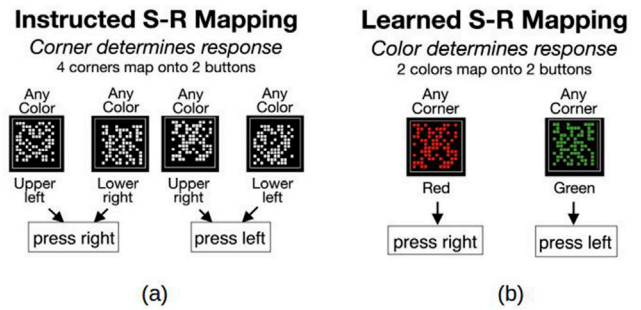 Instructed S-R Mapping
Corner determines response
4 corners map onto 2 buttons
Any Color
Any Color
Any Color
Any Color
Upper left
Lower right
Upper right
Lower left
press right
press left
(a)
Learned S-R Mapping
Color determines response
2 colors map onto 2 buttons
Any Corner
Any Corner
Red
Green
press right
press left
(b)